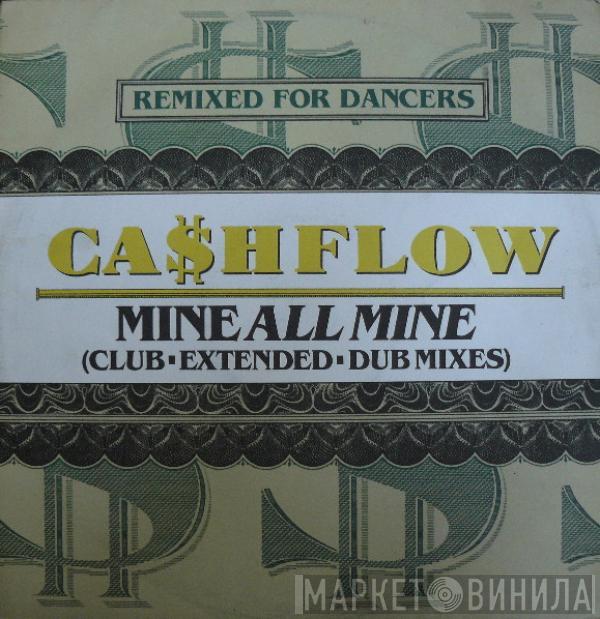 REMIXED FOR DANCERS
CA$HFLOW
MINE ALL MINE
(CLUB▪EXTENDED▪DUB MIXES)
МАРКЕТ ВИНИЛА